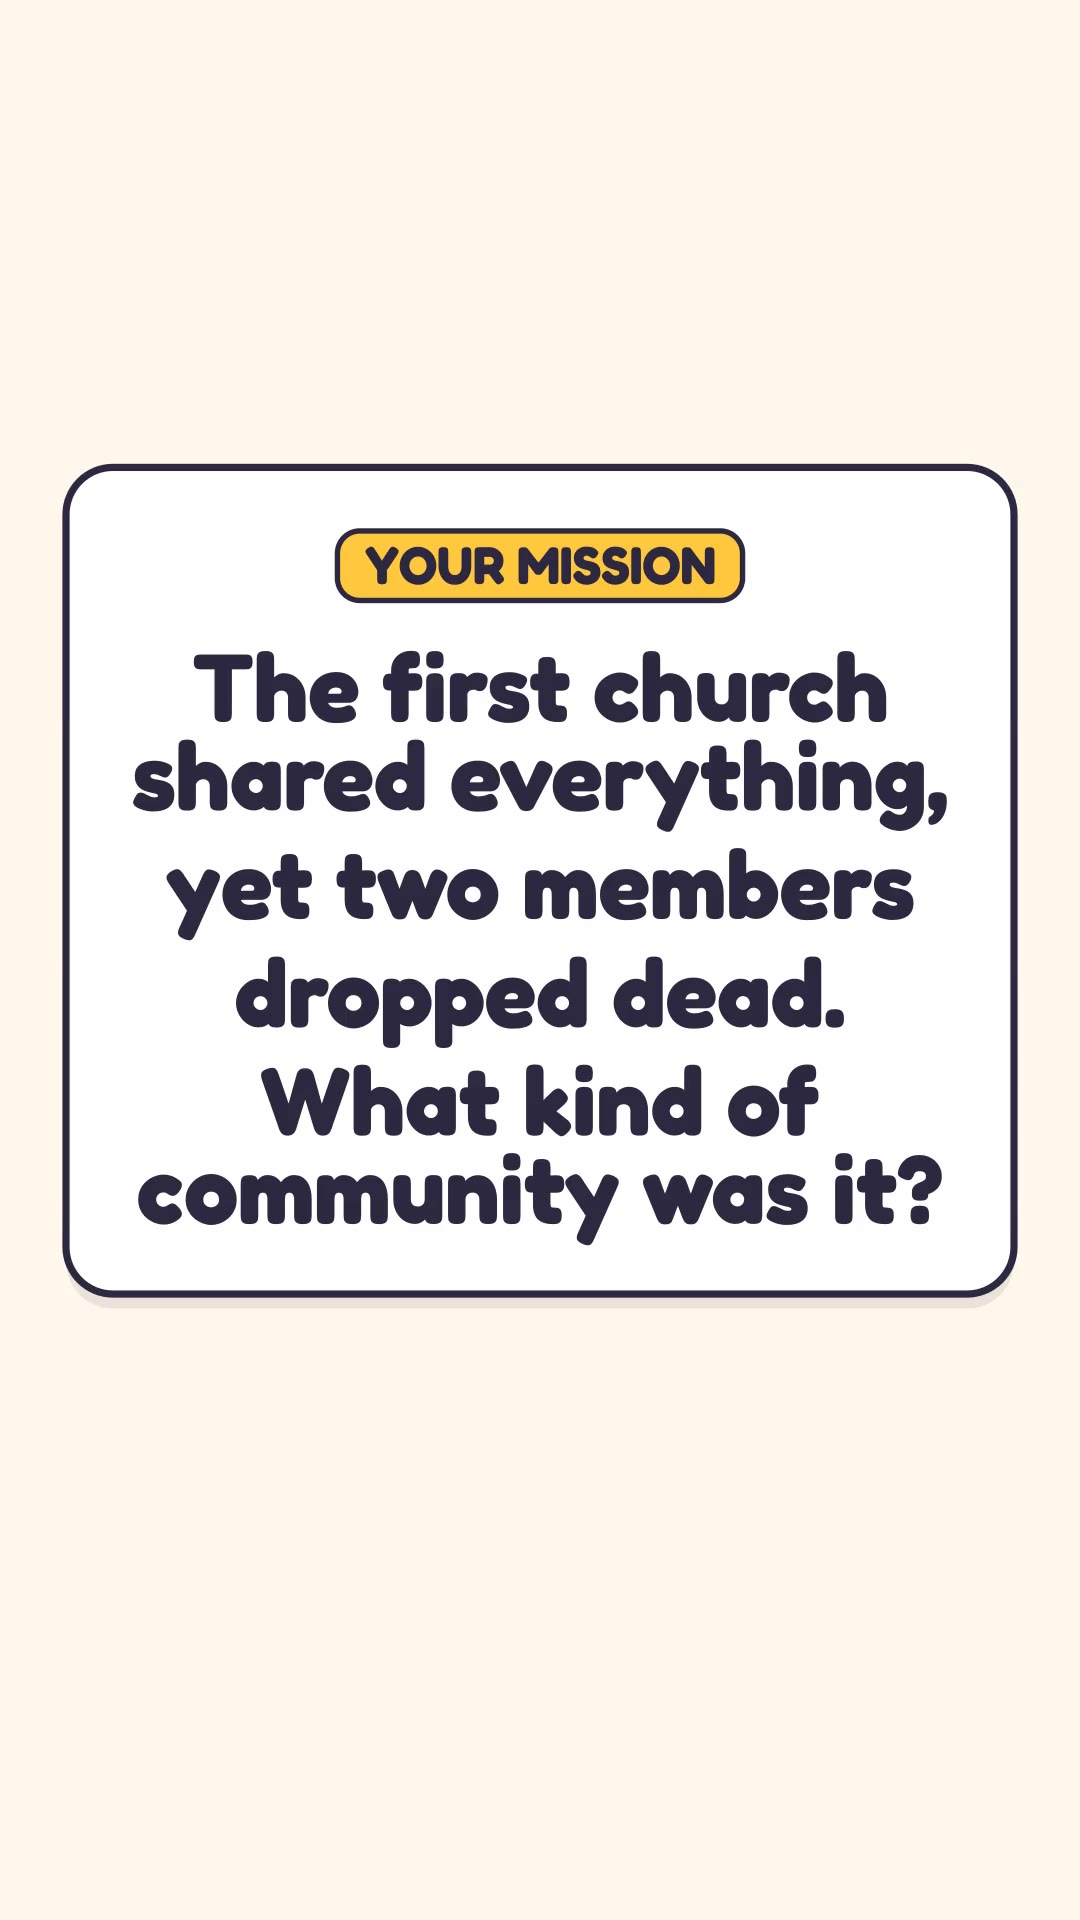 YOUR MISSION
The first church
shared everything,
yet two members
dropped dead.
What kind of
community was it?